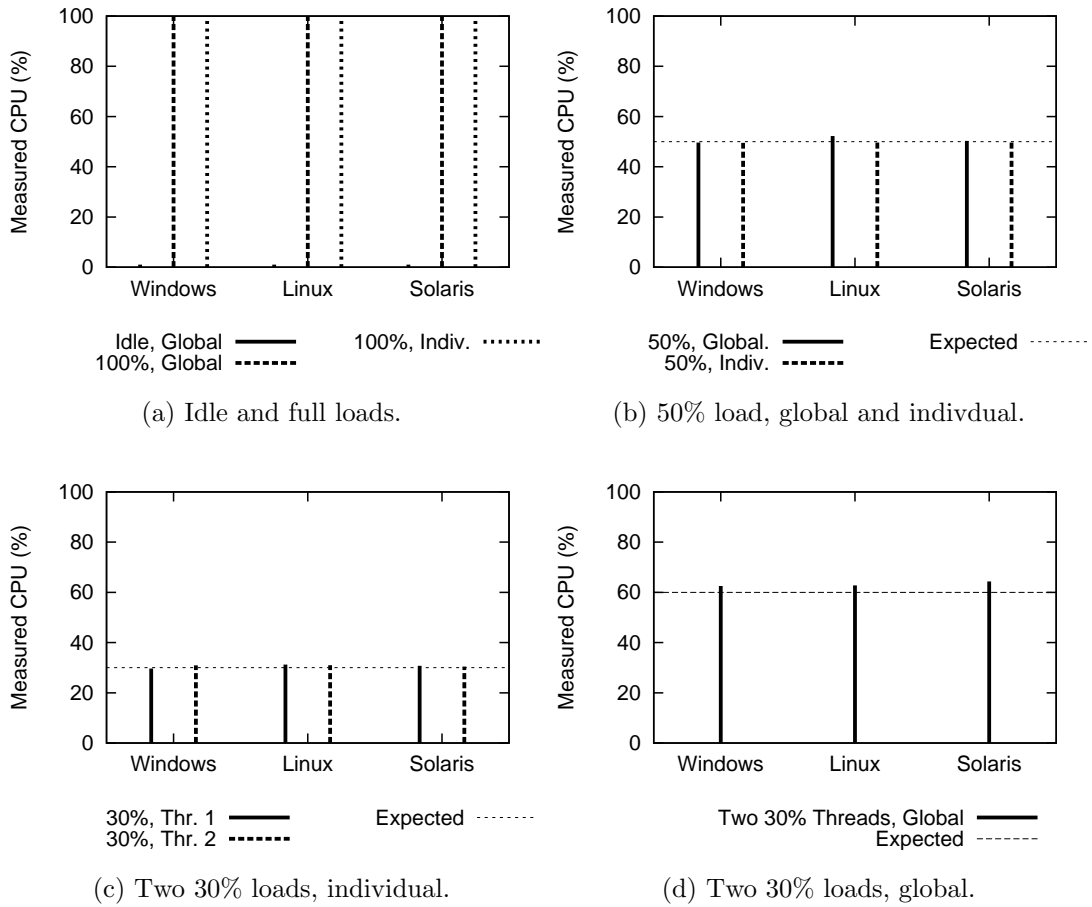 Measured CPU (%)
100
80
60
40
20
0
Windows Linux Solaris
Idle, Global
100%, Global
100%, Indiv.
(a) Idle and full loads.
Measured CPU (%)
100
80
60
40
20
0
Windows Linux Solaris
50%, Global.
50%, Indiv.
Expected
(b) 50% load, global and indivdual.
Measured CPU (%)
100
80
60
40
20
0
Windows Linux Solaris
30%, Thr. 1
30%, Thr. 2
Expected
(c) Two 30% loads, individual.
Measured CPU (%)
100
80
60
40
20
0
Windows Linux Solaris
Two 30% Threads, Global
Expected
(d) Two 30% loads, global.